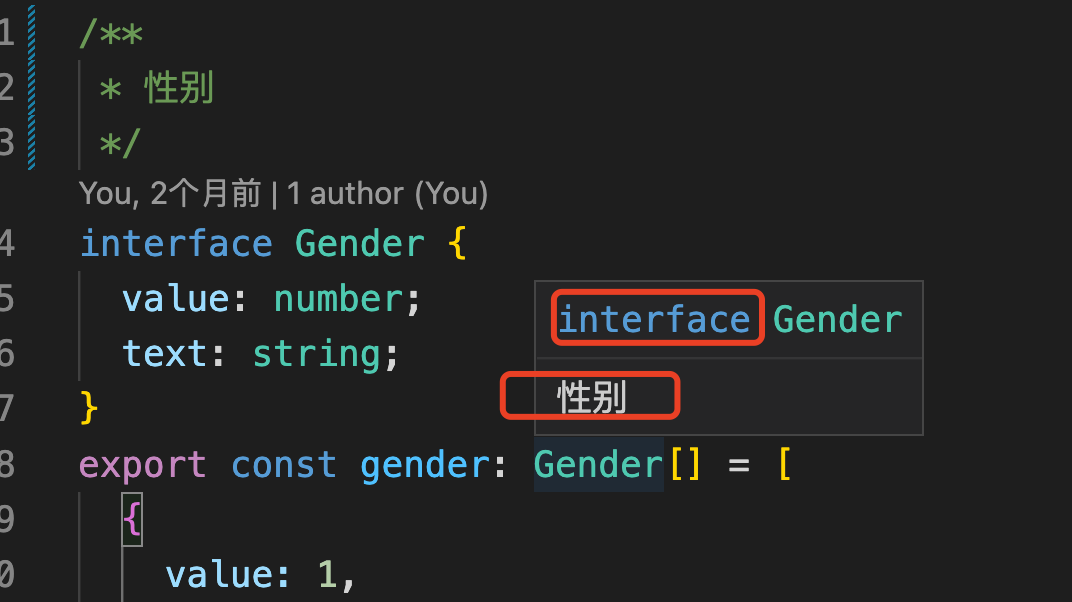 1 /**
2 * 性别
3 */
You, 2个月前 | 1 author (You)
4 interface Gender {
5 value: number;
6 text: string;
7 }
interface Gender
性别
8 export const gender: Gender[] = [
9 {
0 value: 1,